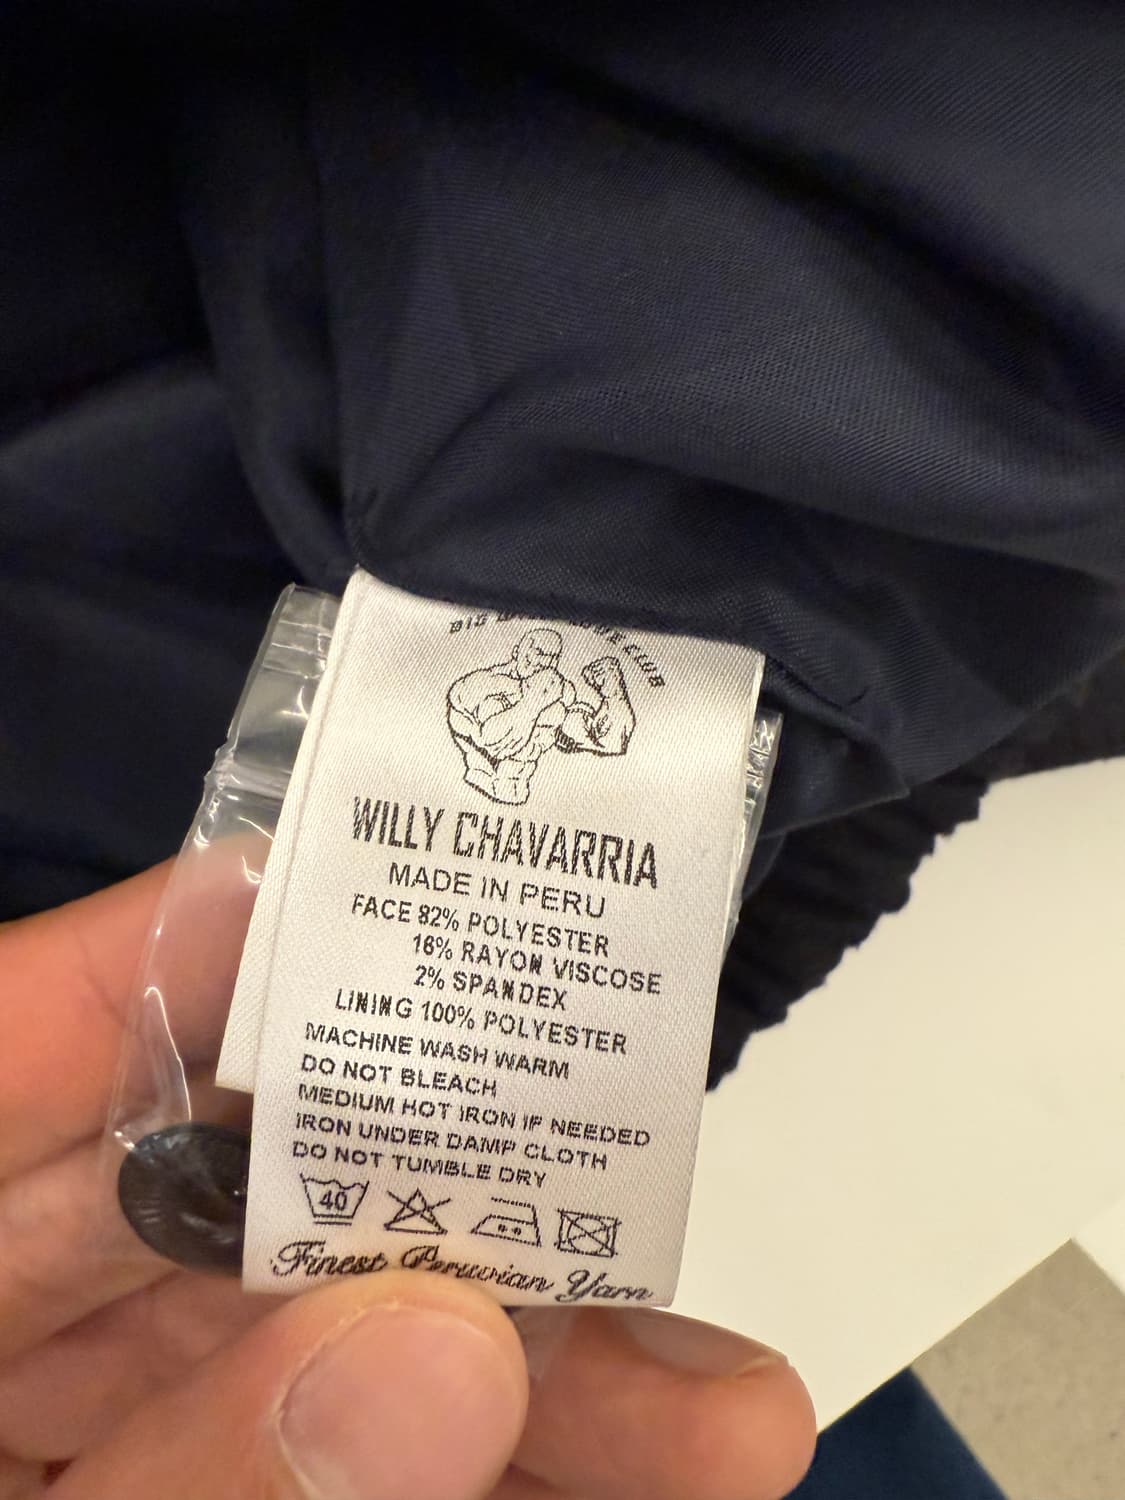 CLUB
WILLY CHAVARRIA
MADE IN PERU
FACE 82% POLYESTER
16% RAYON VISCOSE
2% SPANDEX
LINING 100% POLYESTER
MACHINE WASH WARM
DO NOT BLEACH
MEDIUM HOT IRON IF NEEDED
IRON UNDER DAMP CLOTH
DO NOT TUMBLE DRY
40
Finest Peruvian Yarn